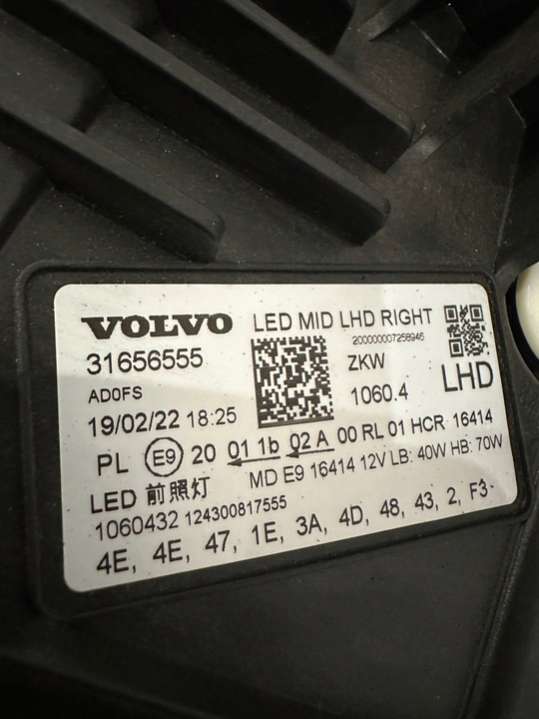 VOLVO LED MID LHD RIGHT
31656555
200000007258946
AD0FS
ZKW
19/02/22 18:25
1060.4
LHD
PL E9 20 01 1b 02 A 00 RL 01 HCR 16414
MD E9 16414 12V LB: 40W HB: 70W
LED 前照灯
1060432 124300817555
4E, 4E, 47, 1E, 3A, 4D, 48, 43, 2, F3